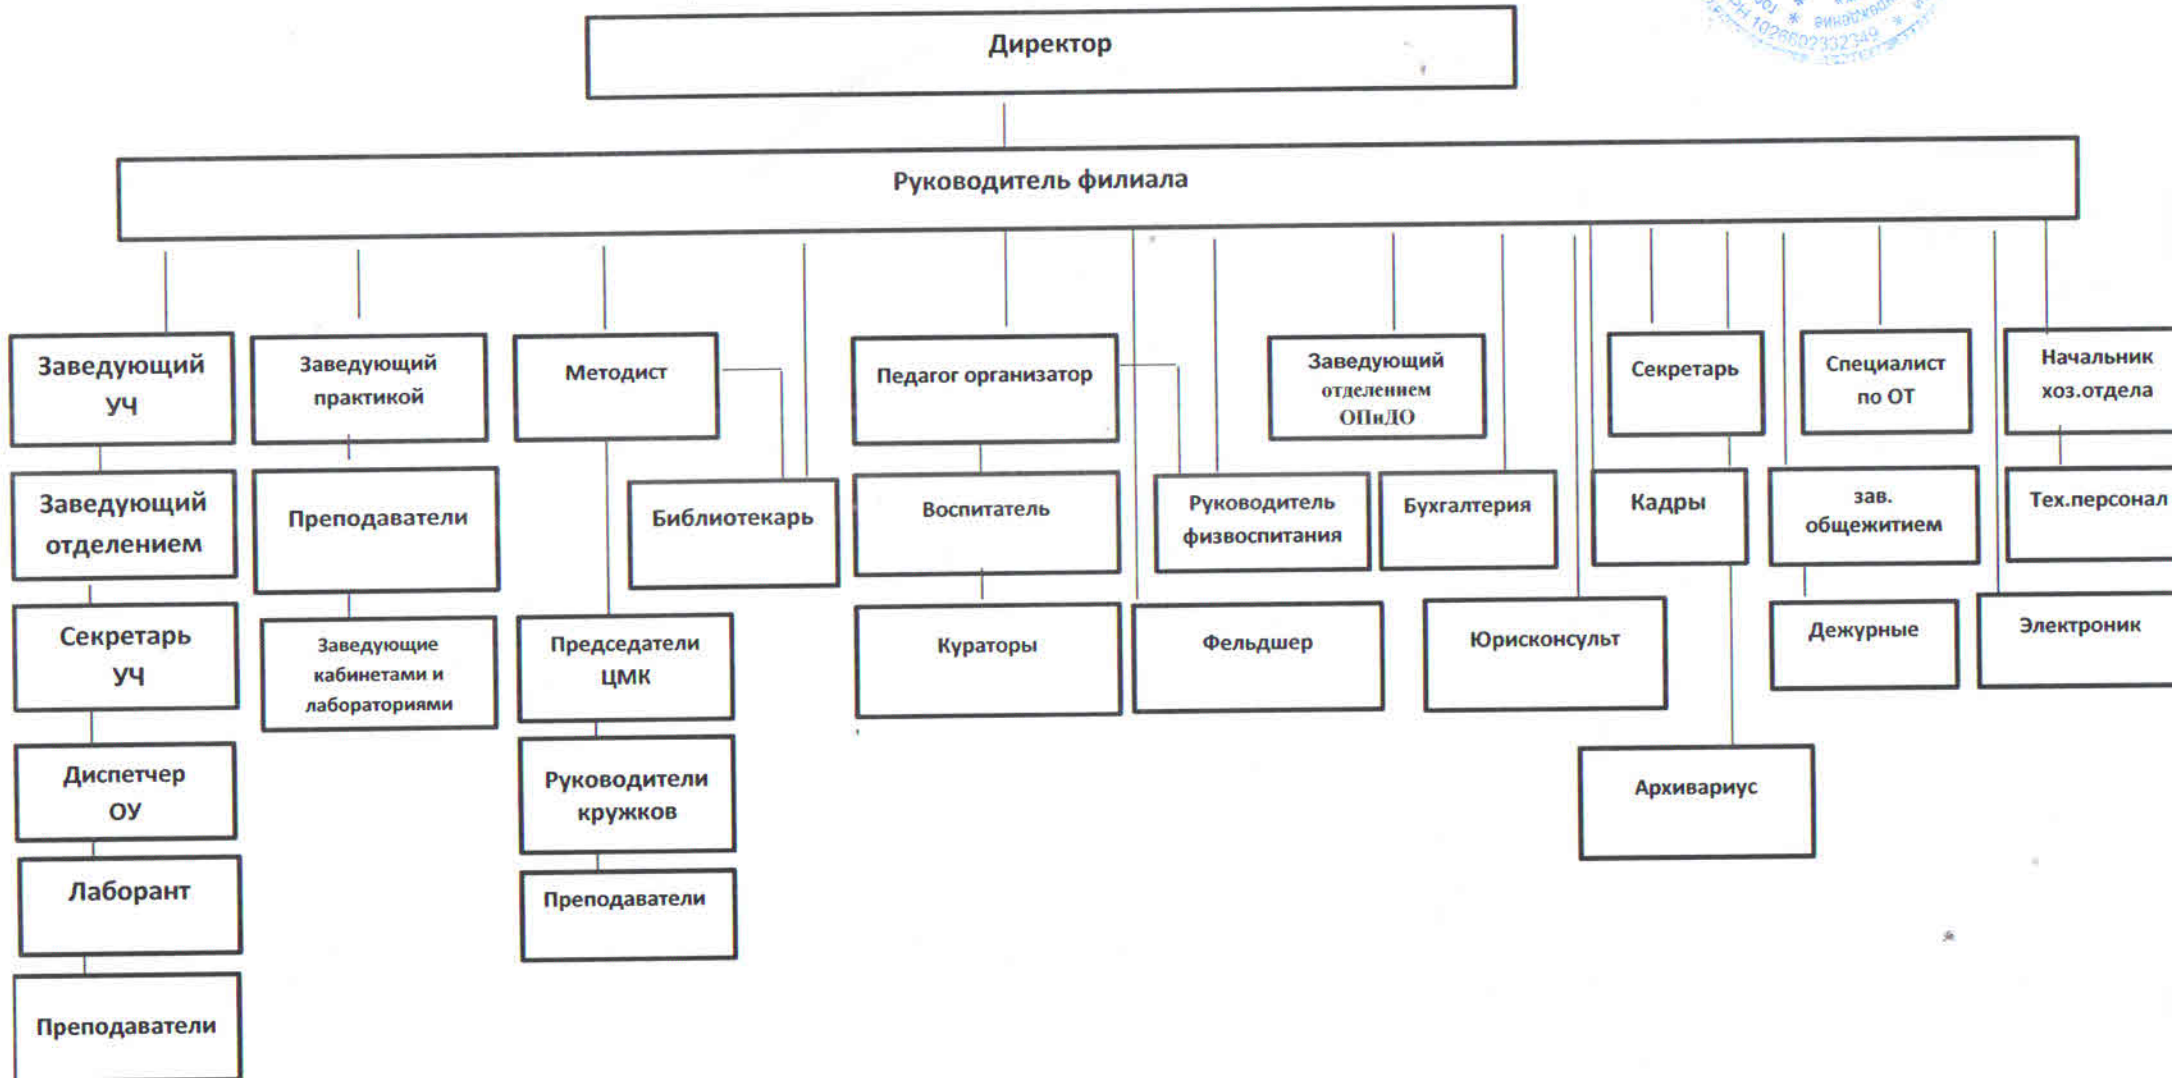 Директор
1026602332349
Руководитель филиала
Заведующий
УЧ
Заведующий
практикой
Методист
Педагог организатор
Заведующий
отделением
ОПиДО
Секретарь
Специалист
по ОТ
Начальник
хоз.отдела
Заведующий
отделением
Преподаватели
Библиотекарь
Воспитатель
Руководитель
физвоспитания
Бухгалтерия
Кадры
зав.
общежитием
Тех.персонал
Секретарь
УЧ
Заведующие
кабинетами и
лабораториями
Председатели
ЦМК
Кураторы
Фельдшер
Юрисконсульт
Дежурные
Электроник
Диспетчер
ОУ
Руководители
кружков
Архивариус
Лаборант
Преподаватели
Преподаватели